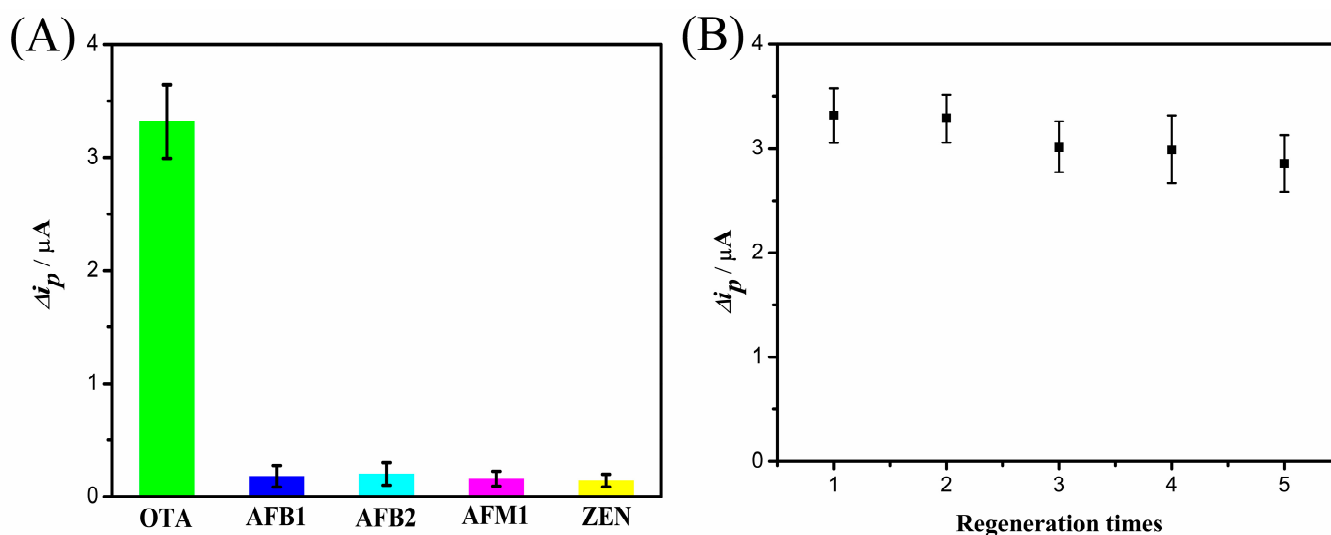 (A)
4
3
2
1
0
Δip / μA
OTA AFB1 AFB2 AFM1 ZEN
(B)
4
3
2
1
0
Δip / μA
1 2 3 4 5
Regeneration times